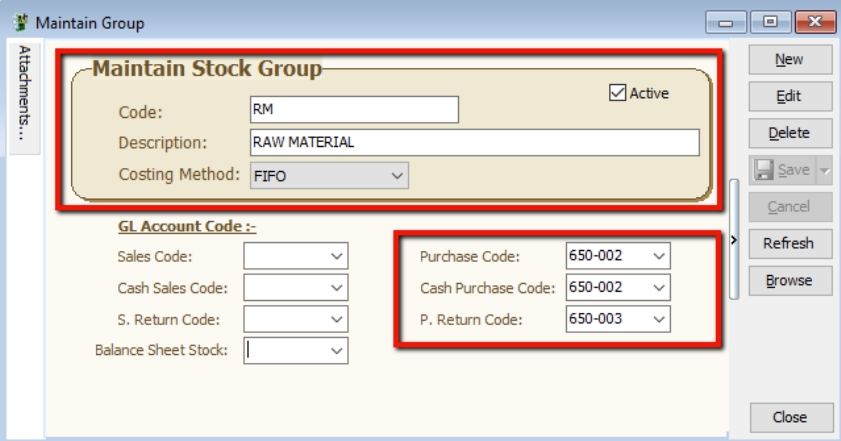 Maintain Group
Attachments...
Maintain Stock Group
Active
Code: RM
Description: RAW MATERIAL
Costing Method: FIFO
GL Account Code :-
Sales Code:
Purchase Code: 650-002
Cash Sales Code:
Cash Purchase Code: 650-002
S. Return Code:
P. Return Code: 650-003
Balance Sheet Stock:
New
Edit
Delete
Save
Cancel
Refresh
Browse
Close